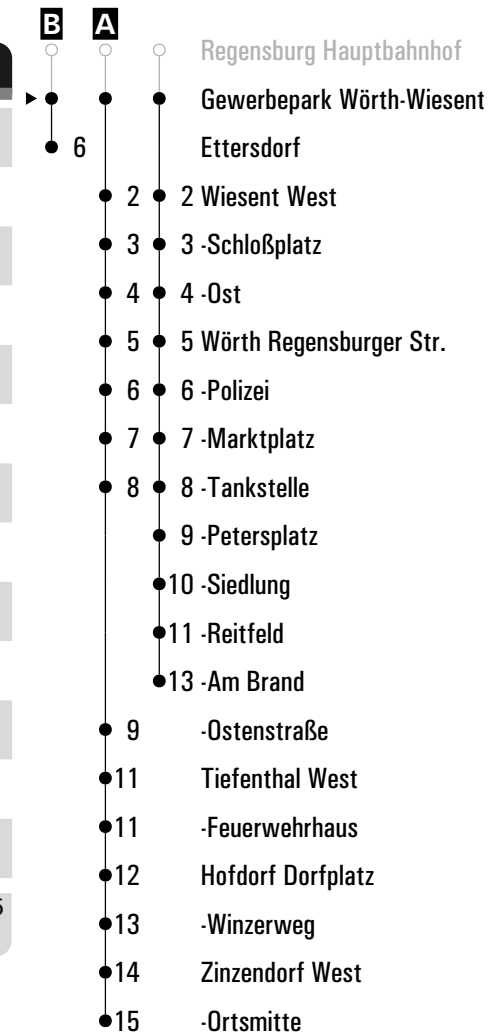 B A
Regensburg Hauptbahnhof
Gewerbepark Wörth-Wiesent
6 Ettersdorf
2 2 Wiesent West
3 3 -Schloßplatz
4 4 -Ost
5 5 Wörth Regensburger Str.
6 6 -Polizei
7 7 -Marktplatz
8 8 -Tankstelle
9 -Petersplatz
10 -Siedlung
11 -Reitfeld
13 -Am Brand
9 -Ostenstraße
11 Tiefenthal West
11 -Feuerwehrhaus
12 Hofdorf Dorfplatz
13 -Winzerweg
14 Zinzendorf West
15 -Ortsmitte